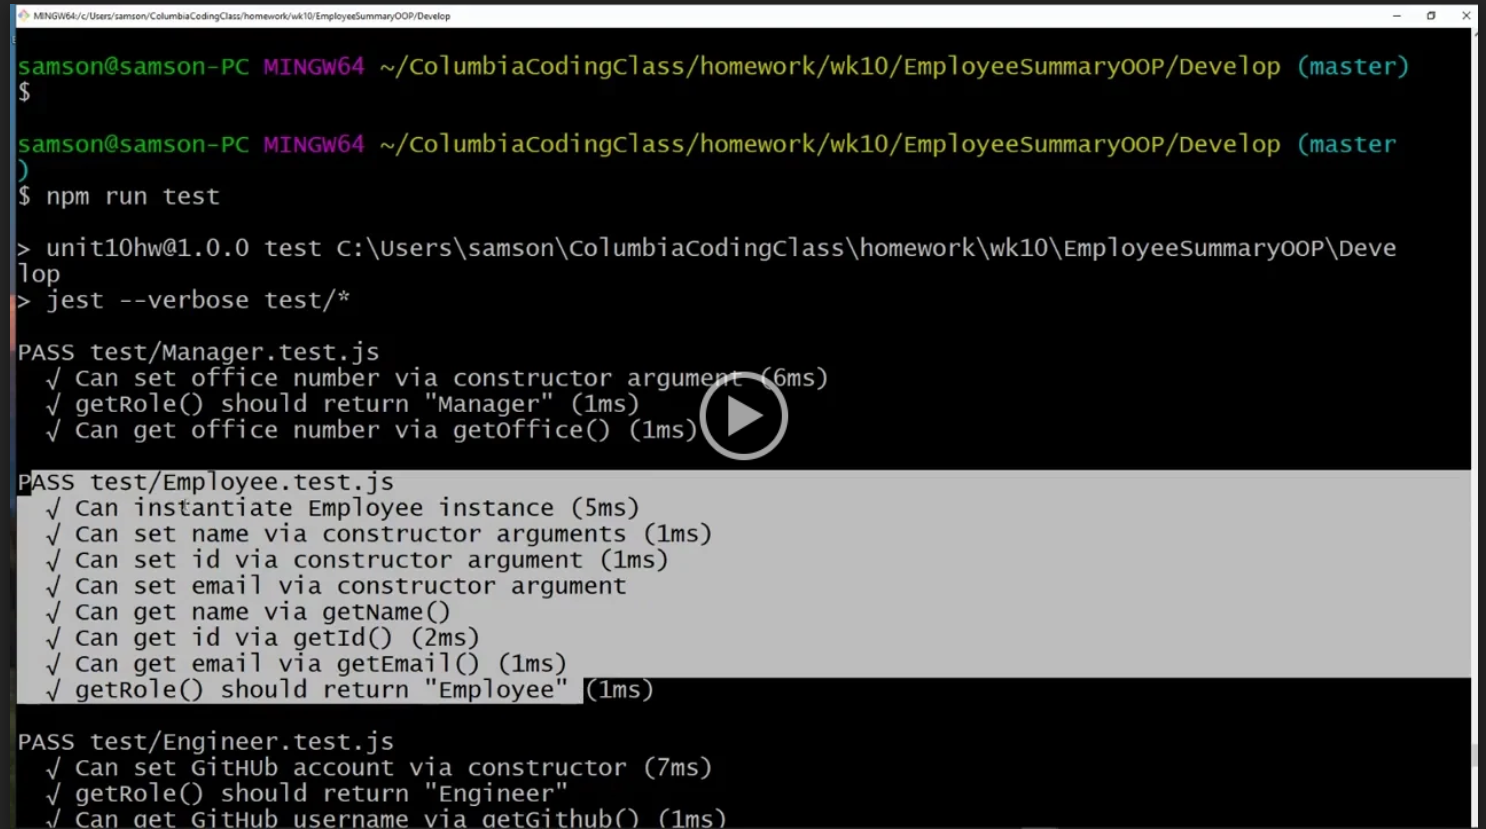 MINGW64:/c/Users/samson/ColumbiaCodingClass/homework/wk10/EmployeeSummaryOOP/Develop
samson@samson-PC MINGW64 ~/ColumbiaCodingClass/homework/wk10/EmployeeSummaryOOP/Develop (master)
$
samson@samson-PC MINGW64 ~/ColumbiaCodingClass/homework/wk10/EmployeeSummaryOOP/Develop (master
)
$ npm run test
> unit10hw@1.0.0 test C:\Users\samson\ColumbiaCodingClass\homework\wk10\EmployeeSummaryOOP\Deve
lop
> jest --verbose test/*
PASS test/Manager.test.js
√ Can set office number via constructor argument (6ms)
√ getRole() should return "Manager" (1ms)
√ Can get office number via getOffice() (1ms)
PASS test/Employee.test.js
√ Can instantiate Employee instance (5ms)
√ Can set name via constructor arguments (1ms)
√ Can set id via constructor argument (1ms)
√ Can set email via constructor argument
√ Can get name via getName()
√ Can get id via getId() (2ms)
√ Can get email via getEmail() (1ms)
√ getRole() should return "Employee" (1ms)
PASS test/Engineer.test.js
√ Can set GitHUb account via constructor (7ms)
√ getRole() should return "Engineer"
√ Can get GitHub username via getGithub() (1ms)